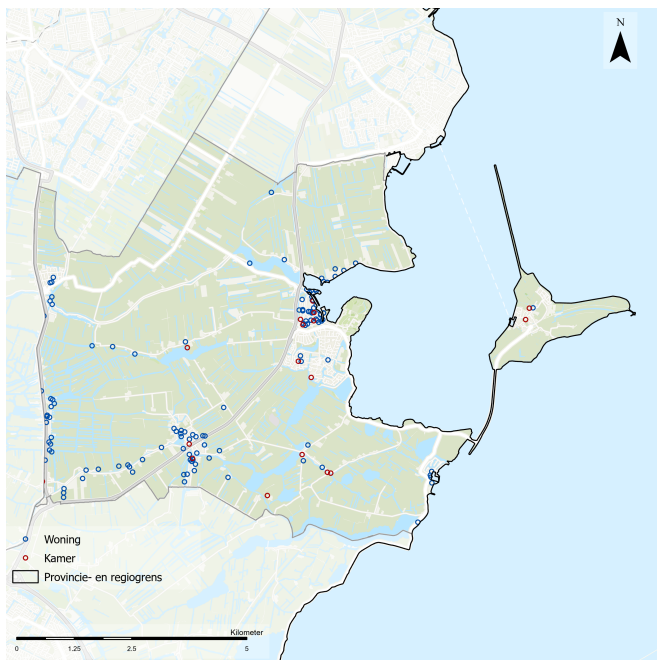 N
Woning
Kamer
Provincie- en regiogrens
Kilometer
0 1.25 2.5 5